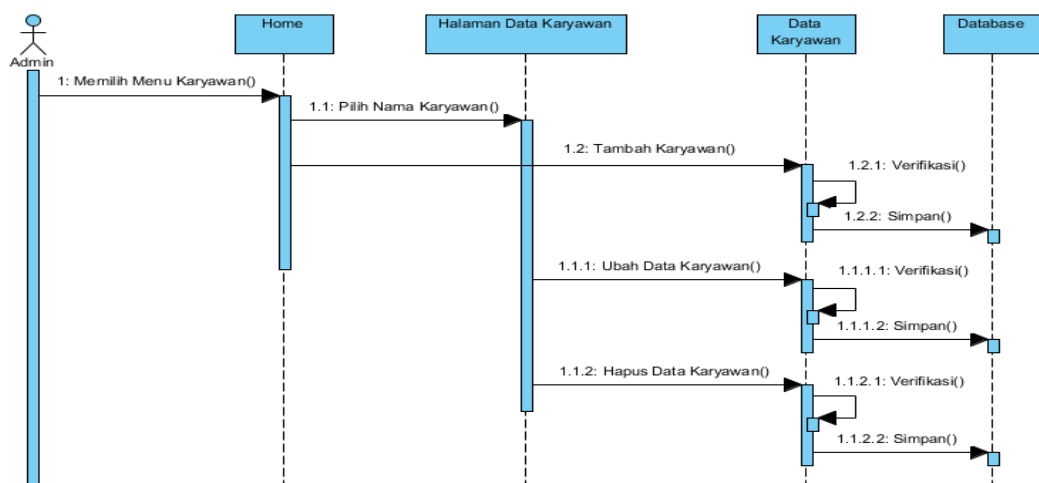 Home
Halaman Data Karyawan
Data
Karyawan
Database
Admin
1: Memilih Menu Karyawan()
1.1: Pilih Nama Karyawan()
1.2: Tambah Karyawan()
1.2.1: Verifikasi()
1.2.2: Simpan()
1.1.1: Ubah Data Karyawan()
1.1.1.1: Verifikasi()
1.1.1.2: Simpan()
1.1.2: Hapus Data Karyawan()
1.1.2.1: Verifikasi()
1.1.2.2: Simpan()